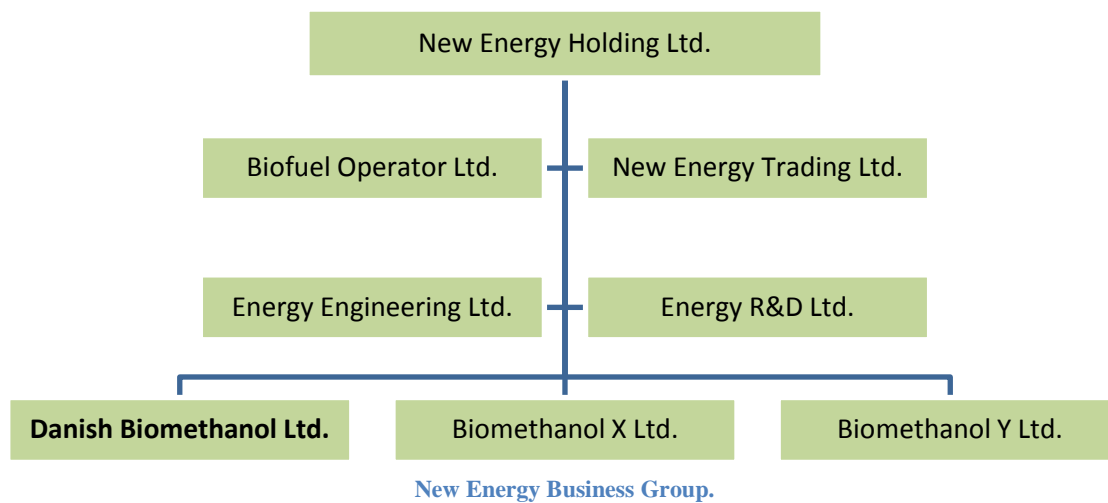 New Energy Holding Ltd.
Biofuel Operator Ltd.
New Energy Trading Ltd.
Energy Engineering Ltd.
Energy R&D Ltd.
Danish Biomethanol Ltd.
Biomethanol X Ltd.
Biomethanol Y Ltd.
New Energy Business Group.